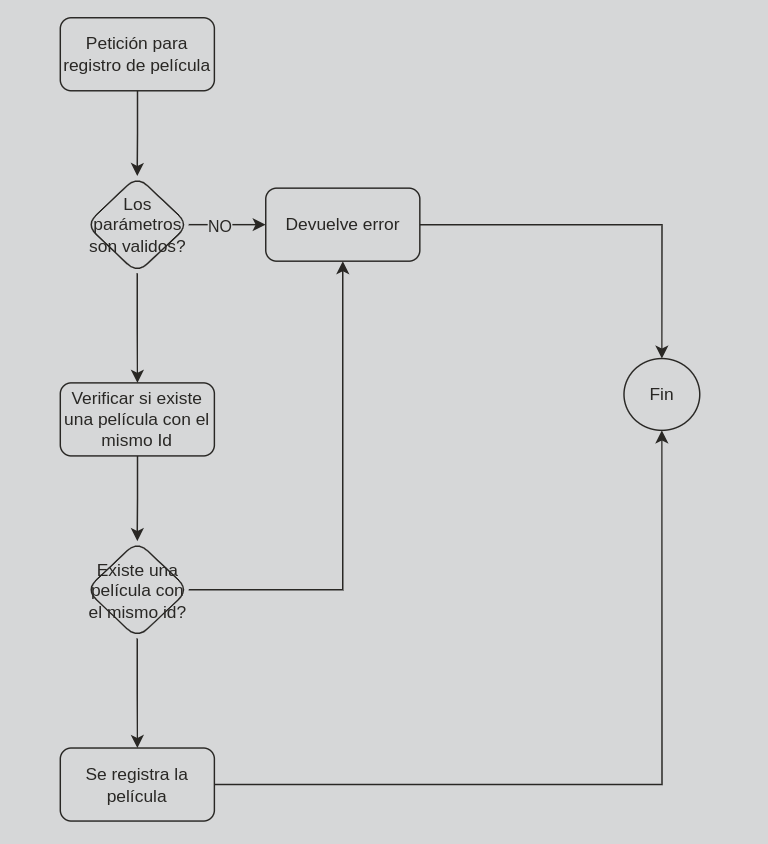 Petición para
registro de película
Los
parámetros
son validos?
NO
Devuelve error
Verificar si existe
una película con el
mismo Id
Fin
Existe una
película con
el mismo id?
Se registra la
película